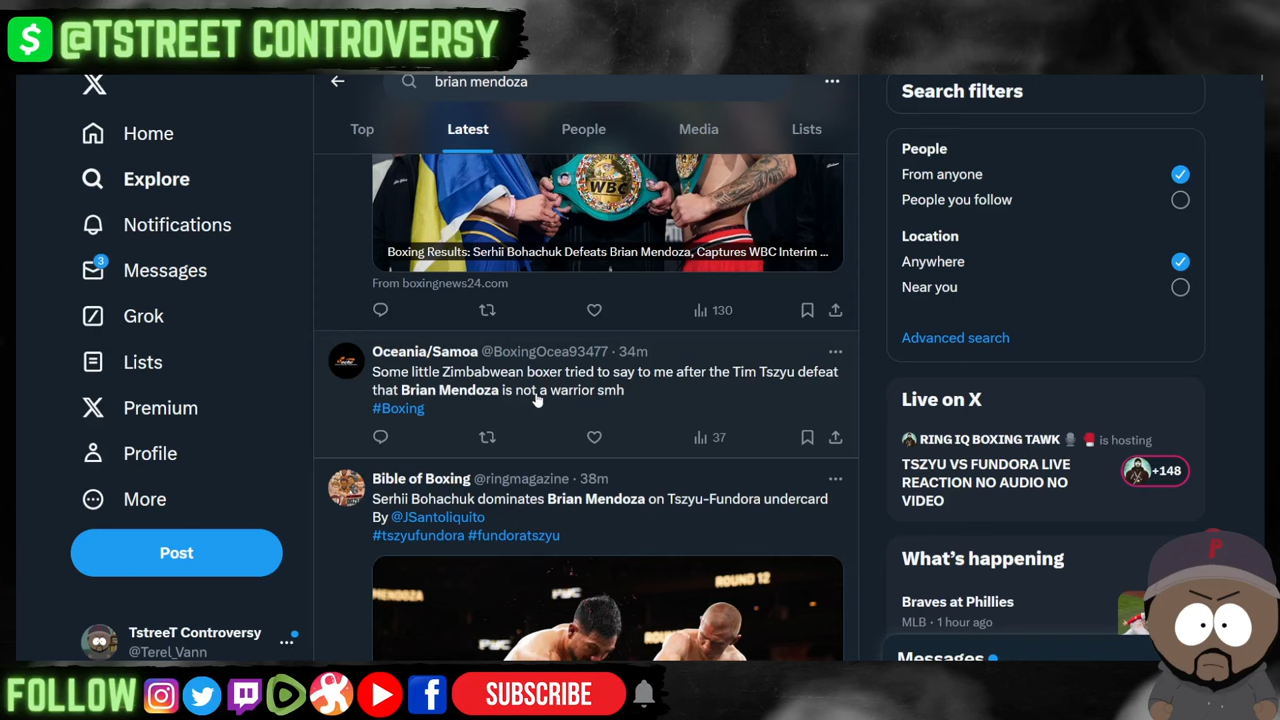 $ @TSTREET CONTROVERSY
X
Home
Explore
Notifications
3
Messages
Grok
Lists
Premium
Profile
More
Post
TstreeT Controversy
@Terel_Vann
brian mendoza
Top
Latest
People
Media
Lists
WBC
Boxing Results: Serhii Bohachuk Defeats Brian Mendoza, Captures WBC Interim ...
From boxingnews24.com
130
Oceania/Samoa @BoxingOcea93477 · 34m
Some little Zimbabwean boxer tried to say to me after the Tim Tszyu defeat
that Brian Mendoza is not a warrior smh
#Boxing
37
Bible of Boxing @ringmagazine · 38m
Serhii Bohachuk dominates Brian Mendoza on Tszyu-Fundora undercard
By @JSantoliquito
#tszyufundora #fundoratszyu
ROUND 12
Search filters
People
From anyone
People you follow
Location
Anywhere
Near you
Advanced search
Live on X
RING IQ BOXING TAWK is hosting
TSZYU VS FUNDORA LIVE
REACTION NO AUDIO NO
VIDEO
+148
What's happening
Braves at Phillies
MLB · 1 hour ago
Messages
P
FOLLOW
SUBSCRIBE